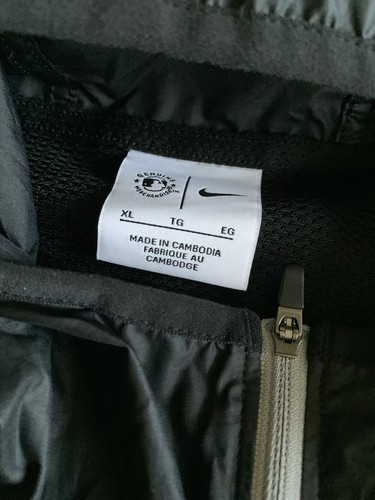 GENUINE
MERCHANDISE
XL TG EG
MADE IN CAMBODIA
FABRIQUE AU
CAMBODGE